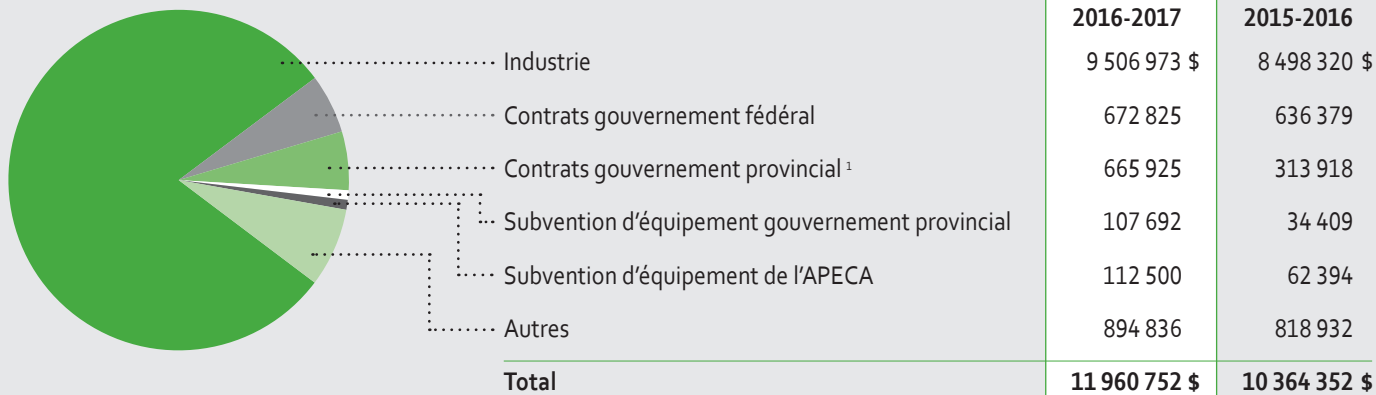 2016-2017 2015-2016
Industrie 9 506 973 $ 8 498 320 $
Contrats gouvernement fédéral 672 825 636 379
Contrats gouvernement provincial ¹ 665 925 313 918
Subvention d'équipement gouvernement provincial 107 692 34 409
Subvention d'équipement de l'APECA 112 500 62 394
Autres 894 836 818 932
Total 11 960 752 $ 10 364 352 $